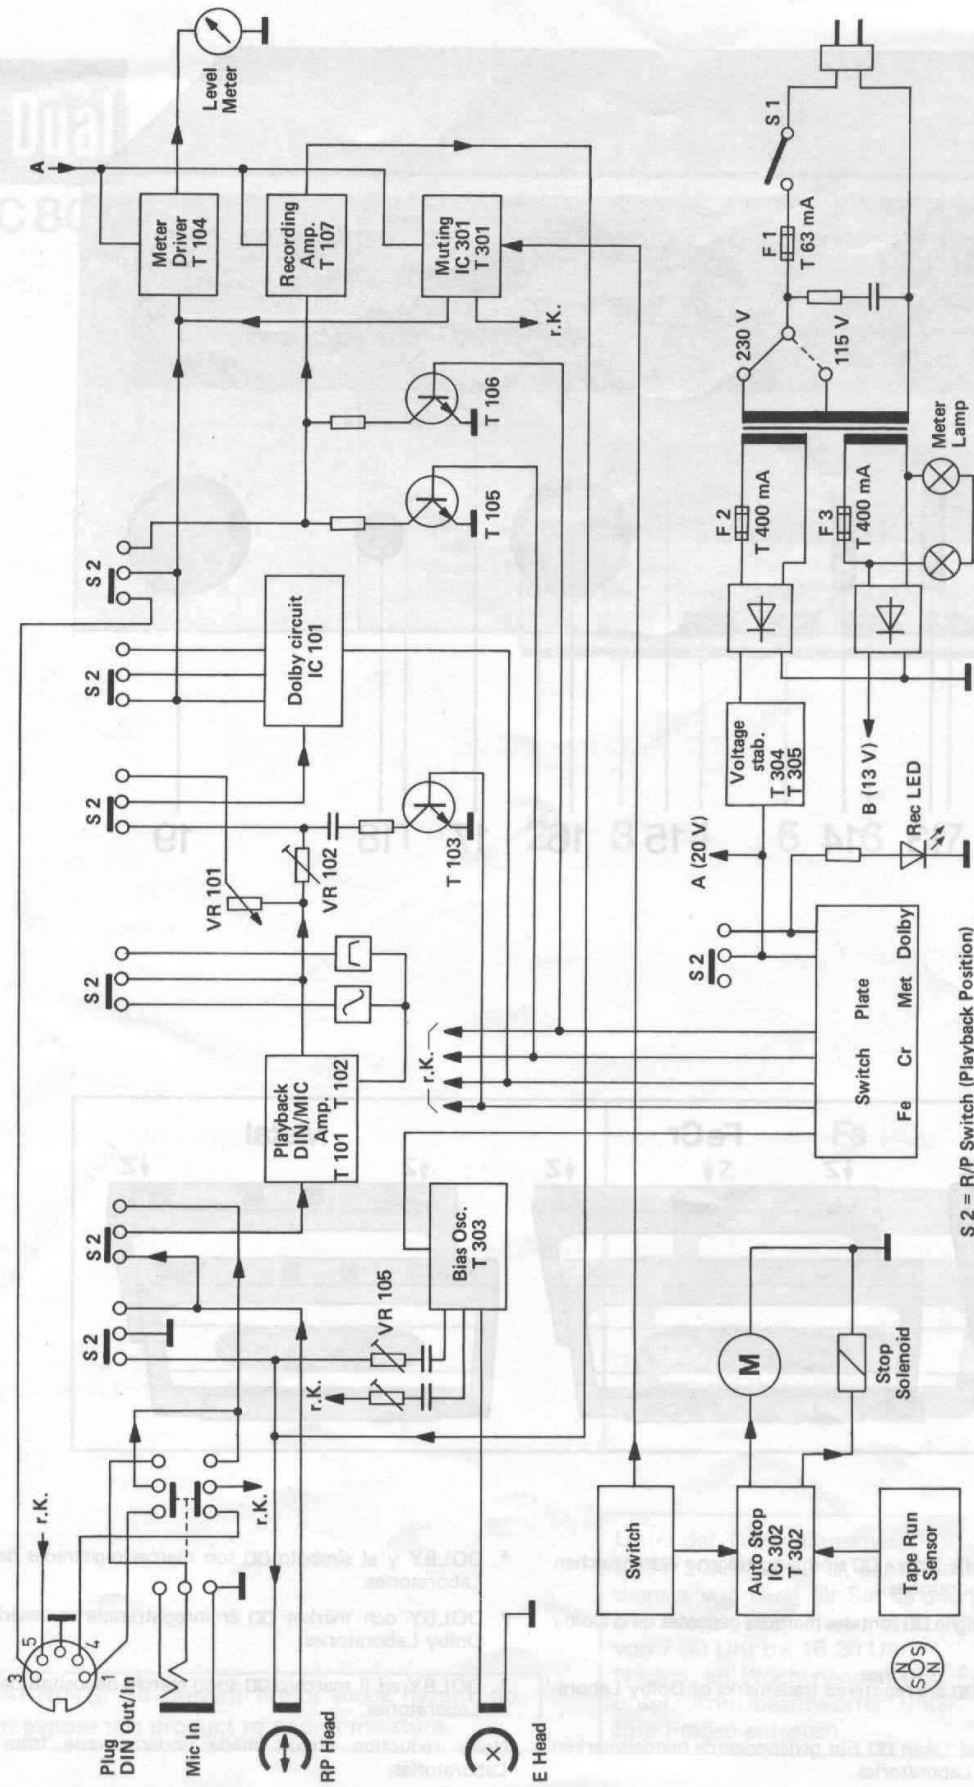 r.K.
3
5
4
1
Plug
DIN Out/In
Mic In
RP Head
E Head
r.K.
S 2
S 2
r.K.
VR 105
Bias Osc.
T 303
Playback
DIN/MIC
Amp.
T 101 T 102
S 2
VR 101
VR 102
S 2
T 103
Dolby circuit
IC 101
S 2
S 2
T 105
T 106
A
Meter
Driver
T 104
Level
Meter
Recording
Amp.
T 107
Muting
IC 301
T 301
r.K.
r.K.
Switch
Auto Stop
IC 302
T 302
Tape Run
Sensor
N
S O S
N
M
Stop
Solenoid
Switch Plate
Fe Cr Met Dolby
S 2
A (20 V)
Rec LED
Voltage
stab.
T 304
T 305
B (13 V)
F 2
T 400 mA
F 3
T 400 mA
Meter
Lamp
230 V
115 V
F 1
T 63 mA
S 1
S 2 = R/P Switch (Playback Position)